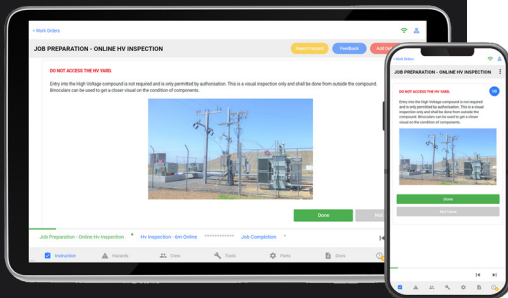 < Work Orders
JOB PREPARATION - ONLINE HV INSPECTION
Feedback
DO NOT ACCESS THE HV YARD.
Entry into the High Voltage compound is not required and is only permitted by authorisation. This is a visual inspection only and shall be done from outside the compound.
Binoculars can be used to get a closer visual on the condition of components.
Done
Job Preparation - Online HV Inspection
HV Inspection - 6m Online
Job Completion
Instruction
Hazards
Crew
Tools
Parts
Docs
< Work Orders
JOB PREPARATION - ONLINE HV INSPECTION
DO NOT ACCESS THE HV YARD.
Entry into the High Voltage compound is not required
and is only permitted by authorisation. This is a visual
inspection only and shall be done from outside the
compound. Binoculars can be used to get a closer
visual on the condition of components.
Done